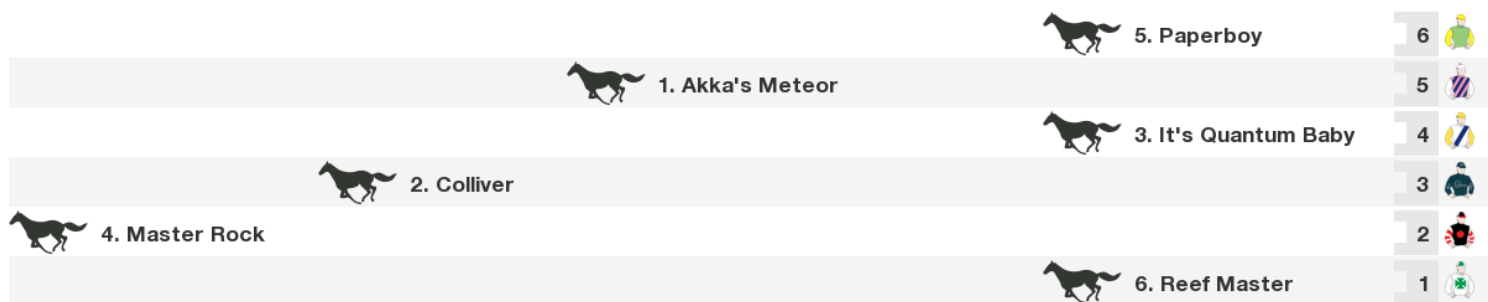 5. Paperboy 6
1. Akka's Meteor 5
3. It's Quantum Baby 4
2. Colliver 3
4. Master Rock 2
6. Reef Master 1